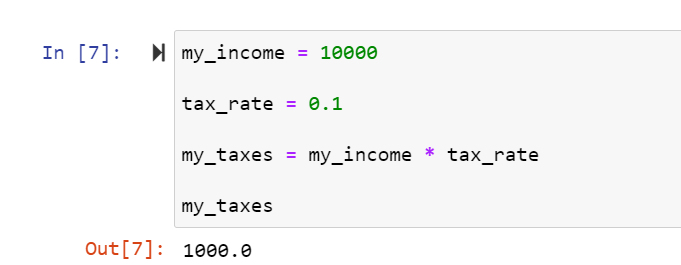 In [7]: my_income = 10000
tax_rate = 0.1
my_taxes = my_income * tax_rate
my_taxes
Out[7]: 1000.0